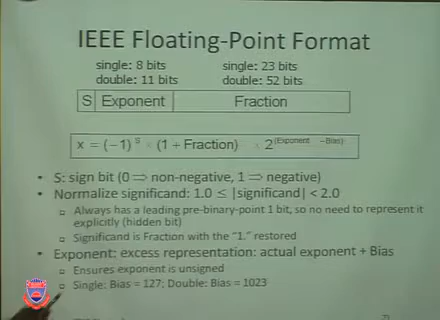 IEEE Floating-Point Format
single: 8 bits single: 23 bits
double: 11 bits double: 52 bits
S Exponent Fraction
x = (−1)^S × (1 + Fraction) × 2^(Exponent −Bias)
• S: sign bit (0 ⇒ non-negative, 1 ⇒ negative)
• Normalize significand: 1.0 ≤ |significand| < 2.0
Always has a leading pre-binary-point 1 bit, so no need to represent it
explicitly (hidden bit)
Significand is Fraction with the "1." restored
• Exponent: excess representation: actual exponent + Bias
Ensures exponent is unsigned
Single: Bias = 127; Double: Bias = 1023